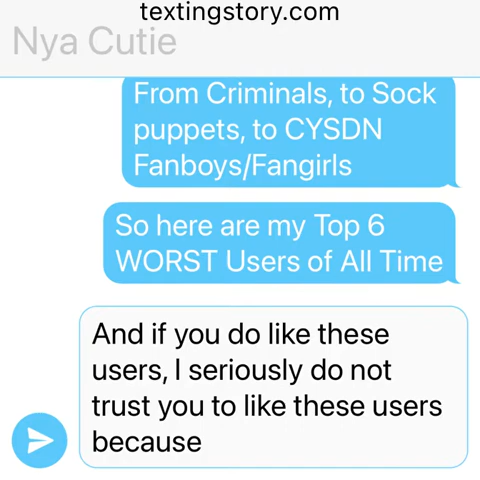 textingstory.com
Nya Cutie
From Criminals, to Sock
puppets, to CYSDN
Fanboys/Fangirls
So here are my Top 6
WORST Users of All Time
And if you do like these
users, I seriously do not
trust you to like these users
because